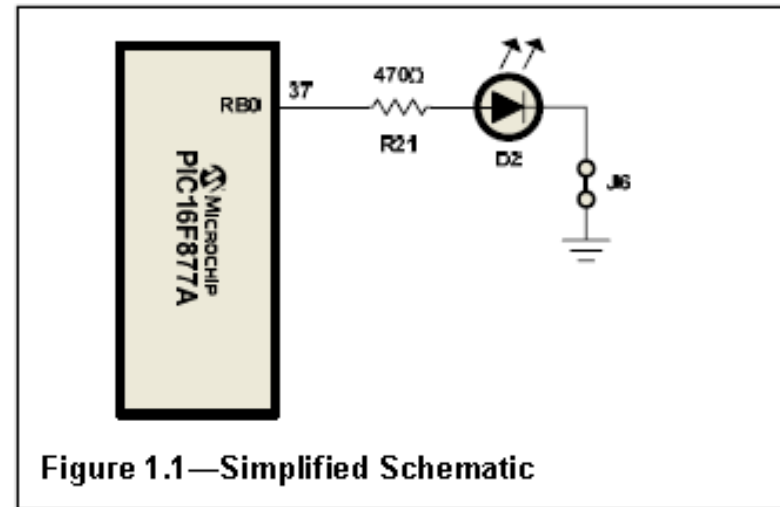 RB0
37
470Ω
R21
D2
J6
MICROCHIP
PIC16F877A
Figure 1.1—Simplified Schematic